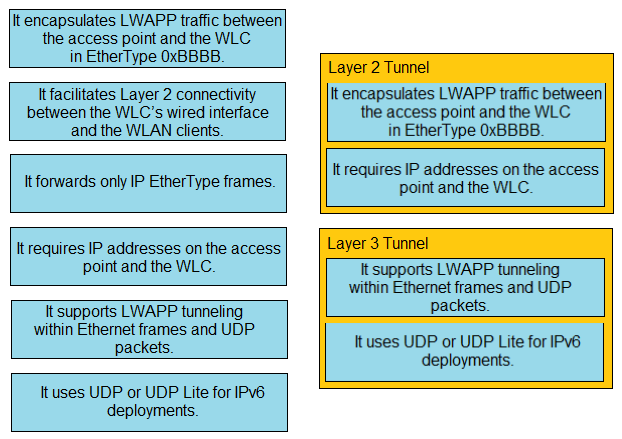 It encapsulates LWAPP traffic between
the access point and the WLC
in EtherType 0xBBBB.
It facilitates Layer 2 connectivity
between the WLC's wired interface
and the WLAN clients.
It forwards only IP EtherType frames.
It requires IP addresses on the access
point and the WLC.
It supports LWAPP tunneling
within Ethernet frames and UDP
packets.
It uses UDP or UDP Lite for IPv6
deployments.
Layer 2 Tunnel
It encapsulates LWAPP traffic between
the access point and the WLC
in EtherType 0xBBBB.
It requires IP addresses on the access
point and the WLC.
Layer 3 Tunnel
It supports LWAPP tunneling
within Ethernet frames and UDP
packets.
It uses UDP or UDP Lite for IPv6
deployments.